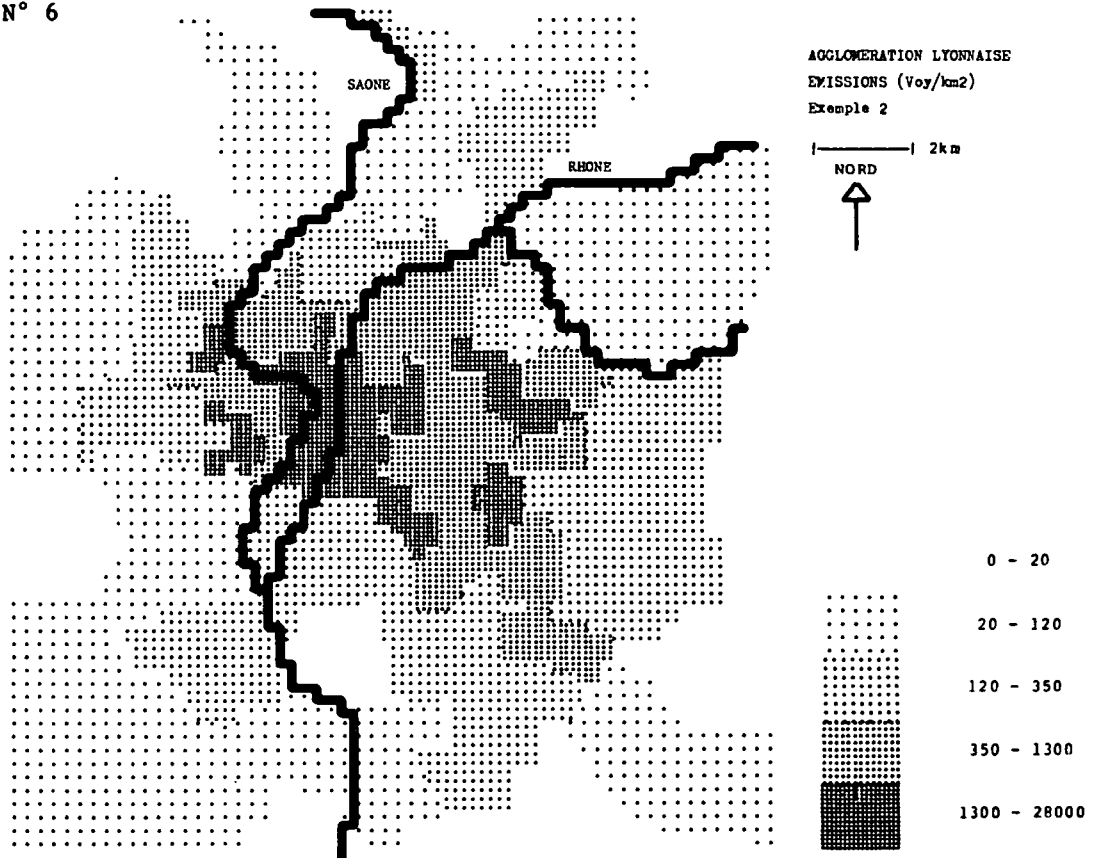 N° 6
AGGLOMERATION LYONNAISE
EMISSIONS (Voy/km2)
Exemple 2
2km
NORD
SAONE
RHONE
0 - 20
20 - 120
120 - 350
350 - 1300
1300 - 28000